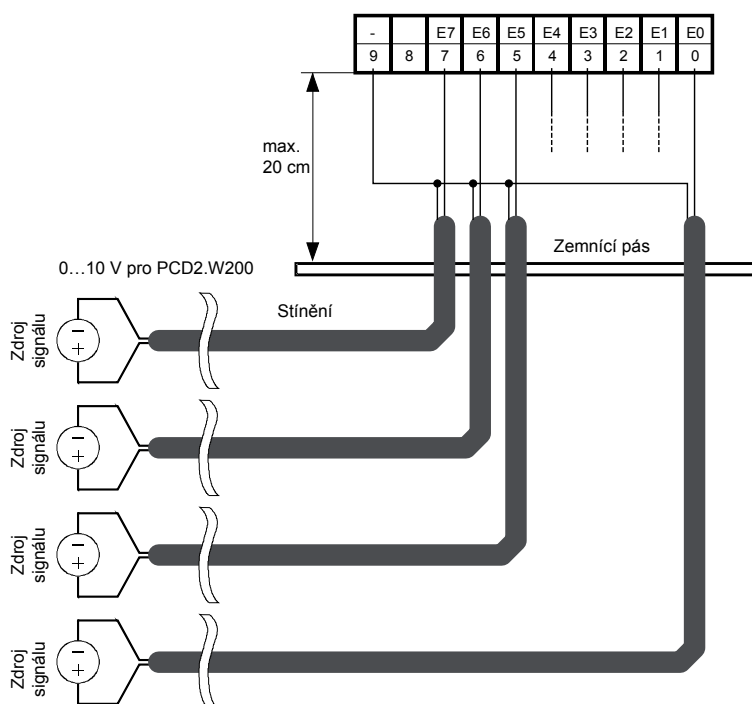 - E7 E6 E5 E4 E3 E2 E1 E0
9 8 7 6 5 4 3 2 1 0
max.
20 cm
Zemnící pás
0…10 V pro PCD2.W200
Stínění
Zdroj
signálu
− +
Zdroj
signálu
− +
Zdroj
signálu
− +
Zdroj
signálu
− +